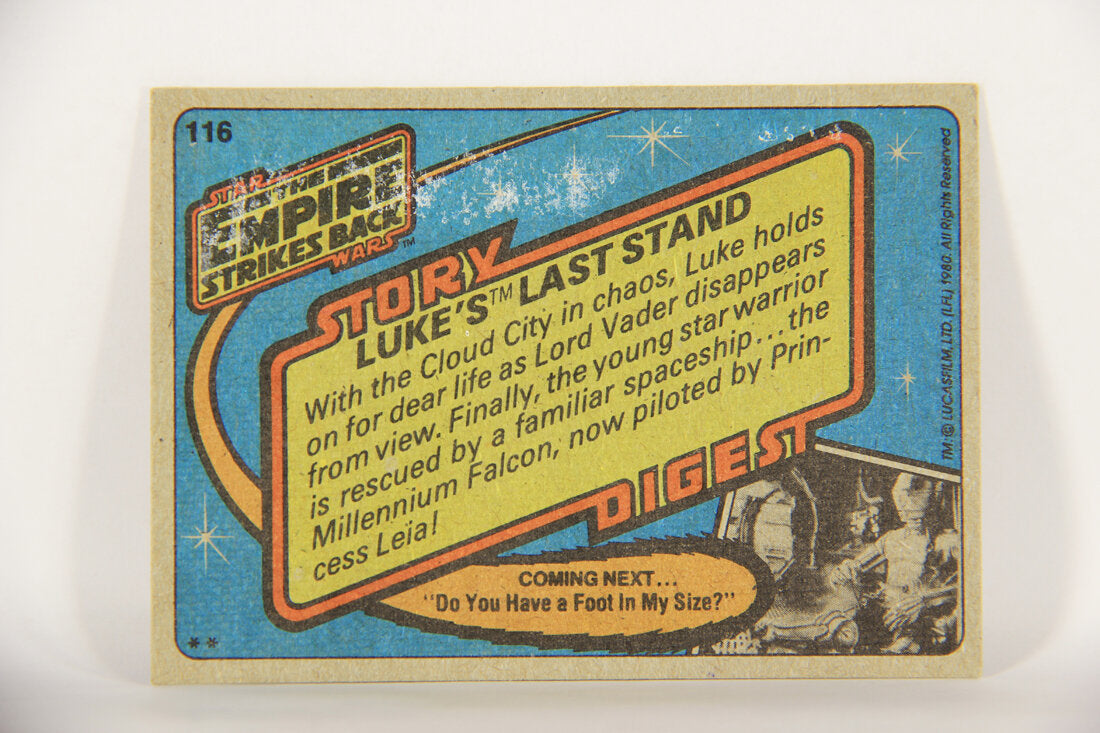 116
STAR
THE
EMPIRE
STRIKES BACK
WARS™
STORY
LUKE'S™ LAST STAND
With the Cloud City in chaos, Luke holds
on for dear life as Lord Vader disappears
from view. Finally, the young star warrior
is rescued by a familiar spaceship...the
Millennium Falcon, now piloted by Prin-
cess Leia!
DIGEST
COMING NEXT...
"Do You Have a Foot In My Size?"
**
TM: © LUCASFILM, LTD. (LFL) 1980. All Rights Reserved